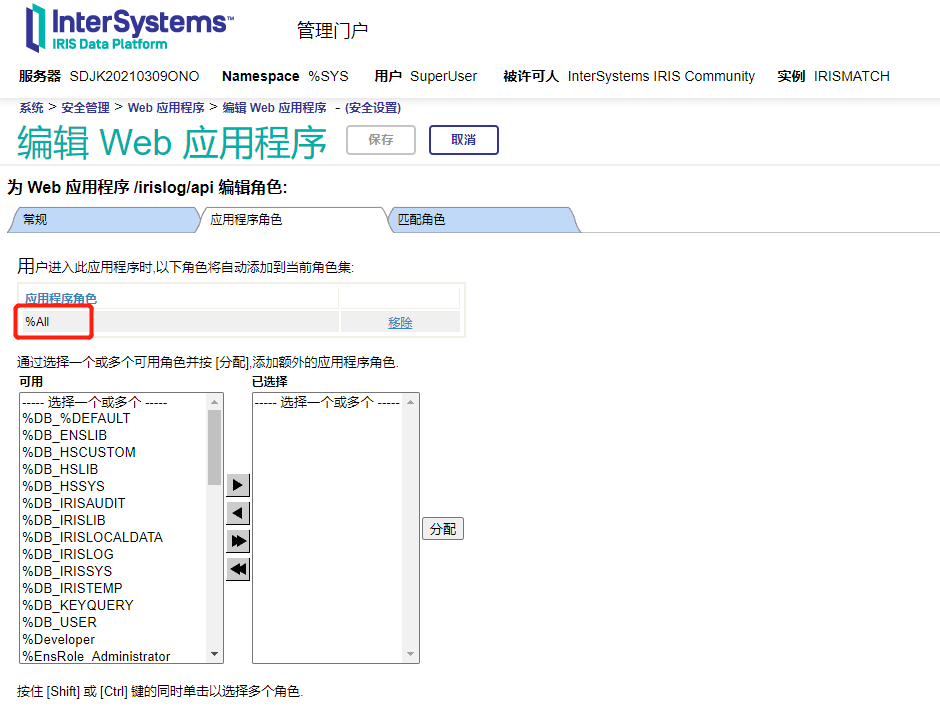 InterSystems™
IRIS Data Platform
管理门户
服务器 SDJK20210309ONO Namespace %SYS 用户 SuperUser 被许可人 InterSystems IRIS Community 实例 IRISMATCH
系统 > 安全管理 > Web 应用程序 > 编辑 Web 应用程序 - (安全设置)
编辑 Web 应用程序 保存 取消
为 Web 应用程序 /irislog/api 编辑角色:
常规 应用程序角色 匹配角色
用户进入此应用程序时,以下角色将自动添加到当前角色集:
应用程序角色
%All 移除
通过选择一个或多个可用角色并按 [分配],添加额外的应用程序角色.
可用 已选择
----- 选择一个或多个 ----- ----- 选择一个或多个 -----
%DB_%DEFAULT
%DB_ENSLIB
%DB_HSCUSTOM
%DB_HSLIB
%DB_HSSYS
%DB_IRISAUDIT
%DB_IRISLIB
分配
%DB_IRISLOCALDATA
%DB_IRISLOG
%DB_IRISSYS
%DB_IRISTEMP
%DB_KEYQUERY
%DB_USER
%Developer
%EnsRole_Administrator
按住 [Shift] 或 [Ctrl] 键的同时单击以选择多个角色.